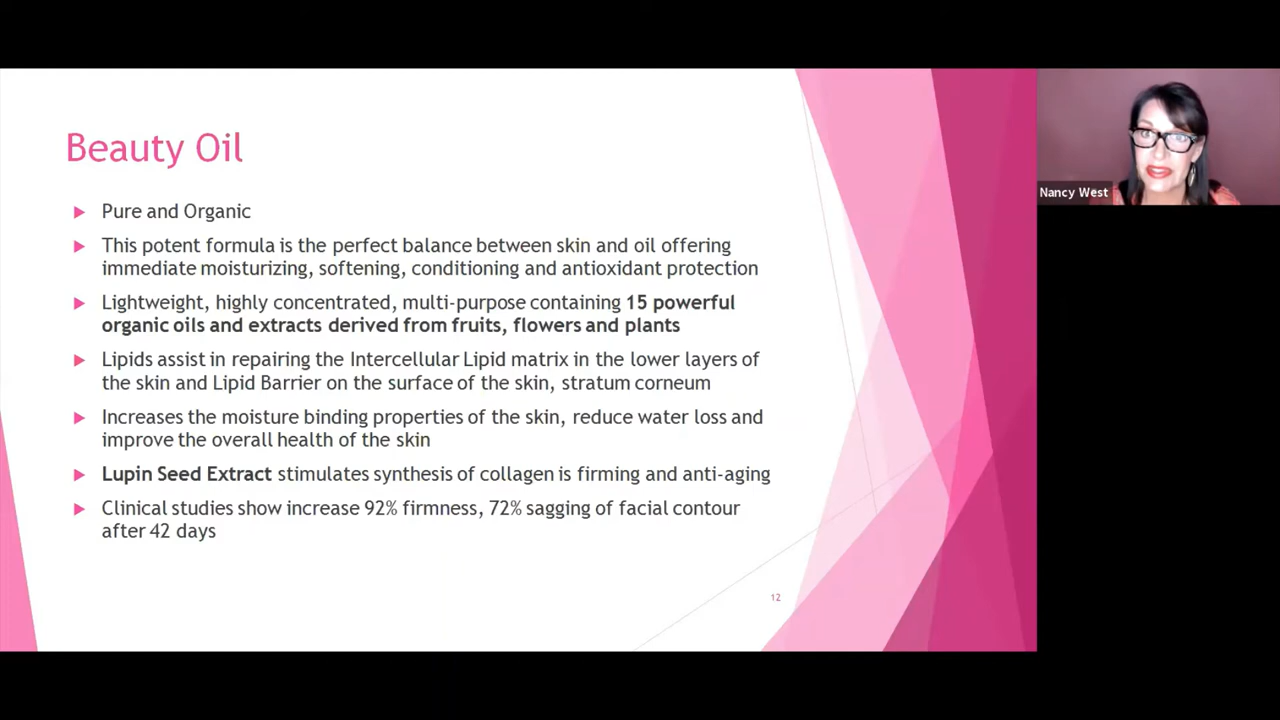 Beauty Oil
Pure and Organic
This potent formula is the perfect balance between skin and oil offering
immediate moisturizing, softening, conditioning and antioxidant protection
Lightweight, highly concentrated, multi-purpose containing 15 powerful
organic oils and extracts derived from fruits, flowers and plants
Lipids assist in repairing the Intercellular Lipid matrix in the lower layers of
the skin and Lipid Barrier on the surface of the skin, stratum corneum
Increases the moisture binding properties of the skin, reduce water loss and
improve the overall health of the skin
Lupin Seed Extract stimulates synthesis of collagen is firming and anti-aging
Clinical studies show increase 92% firmness, 72% sagging of facial contour
after 42 days
12
Nancy West